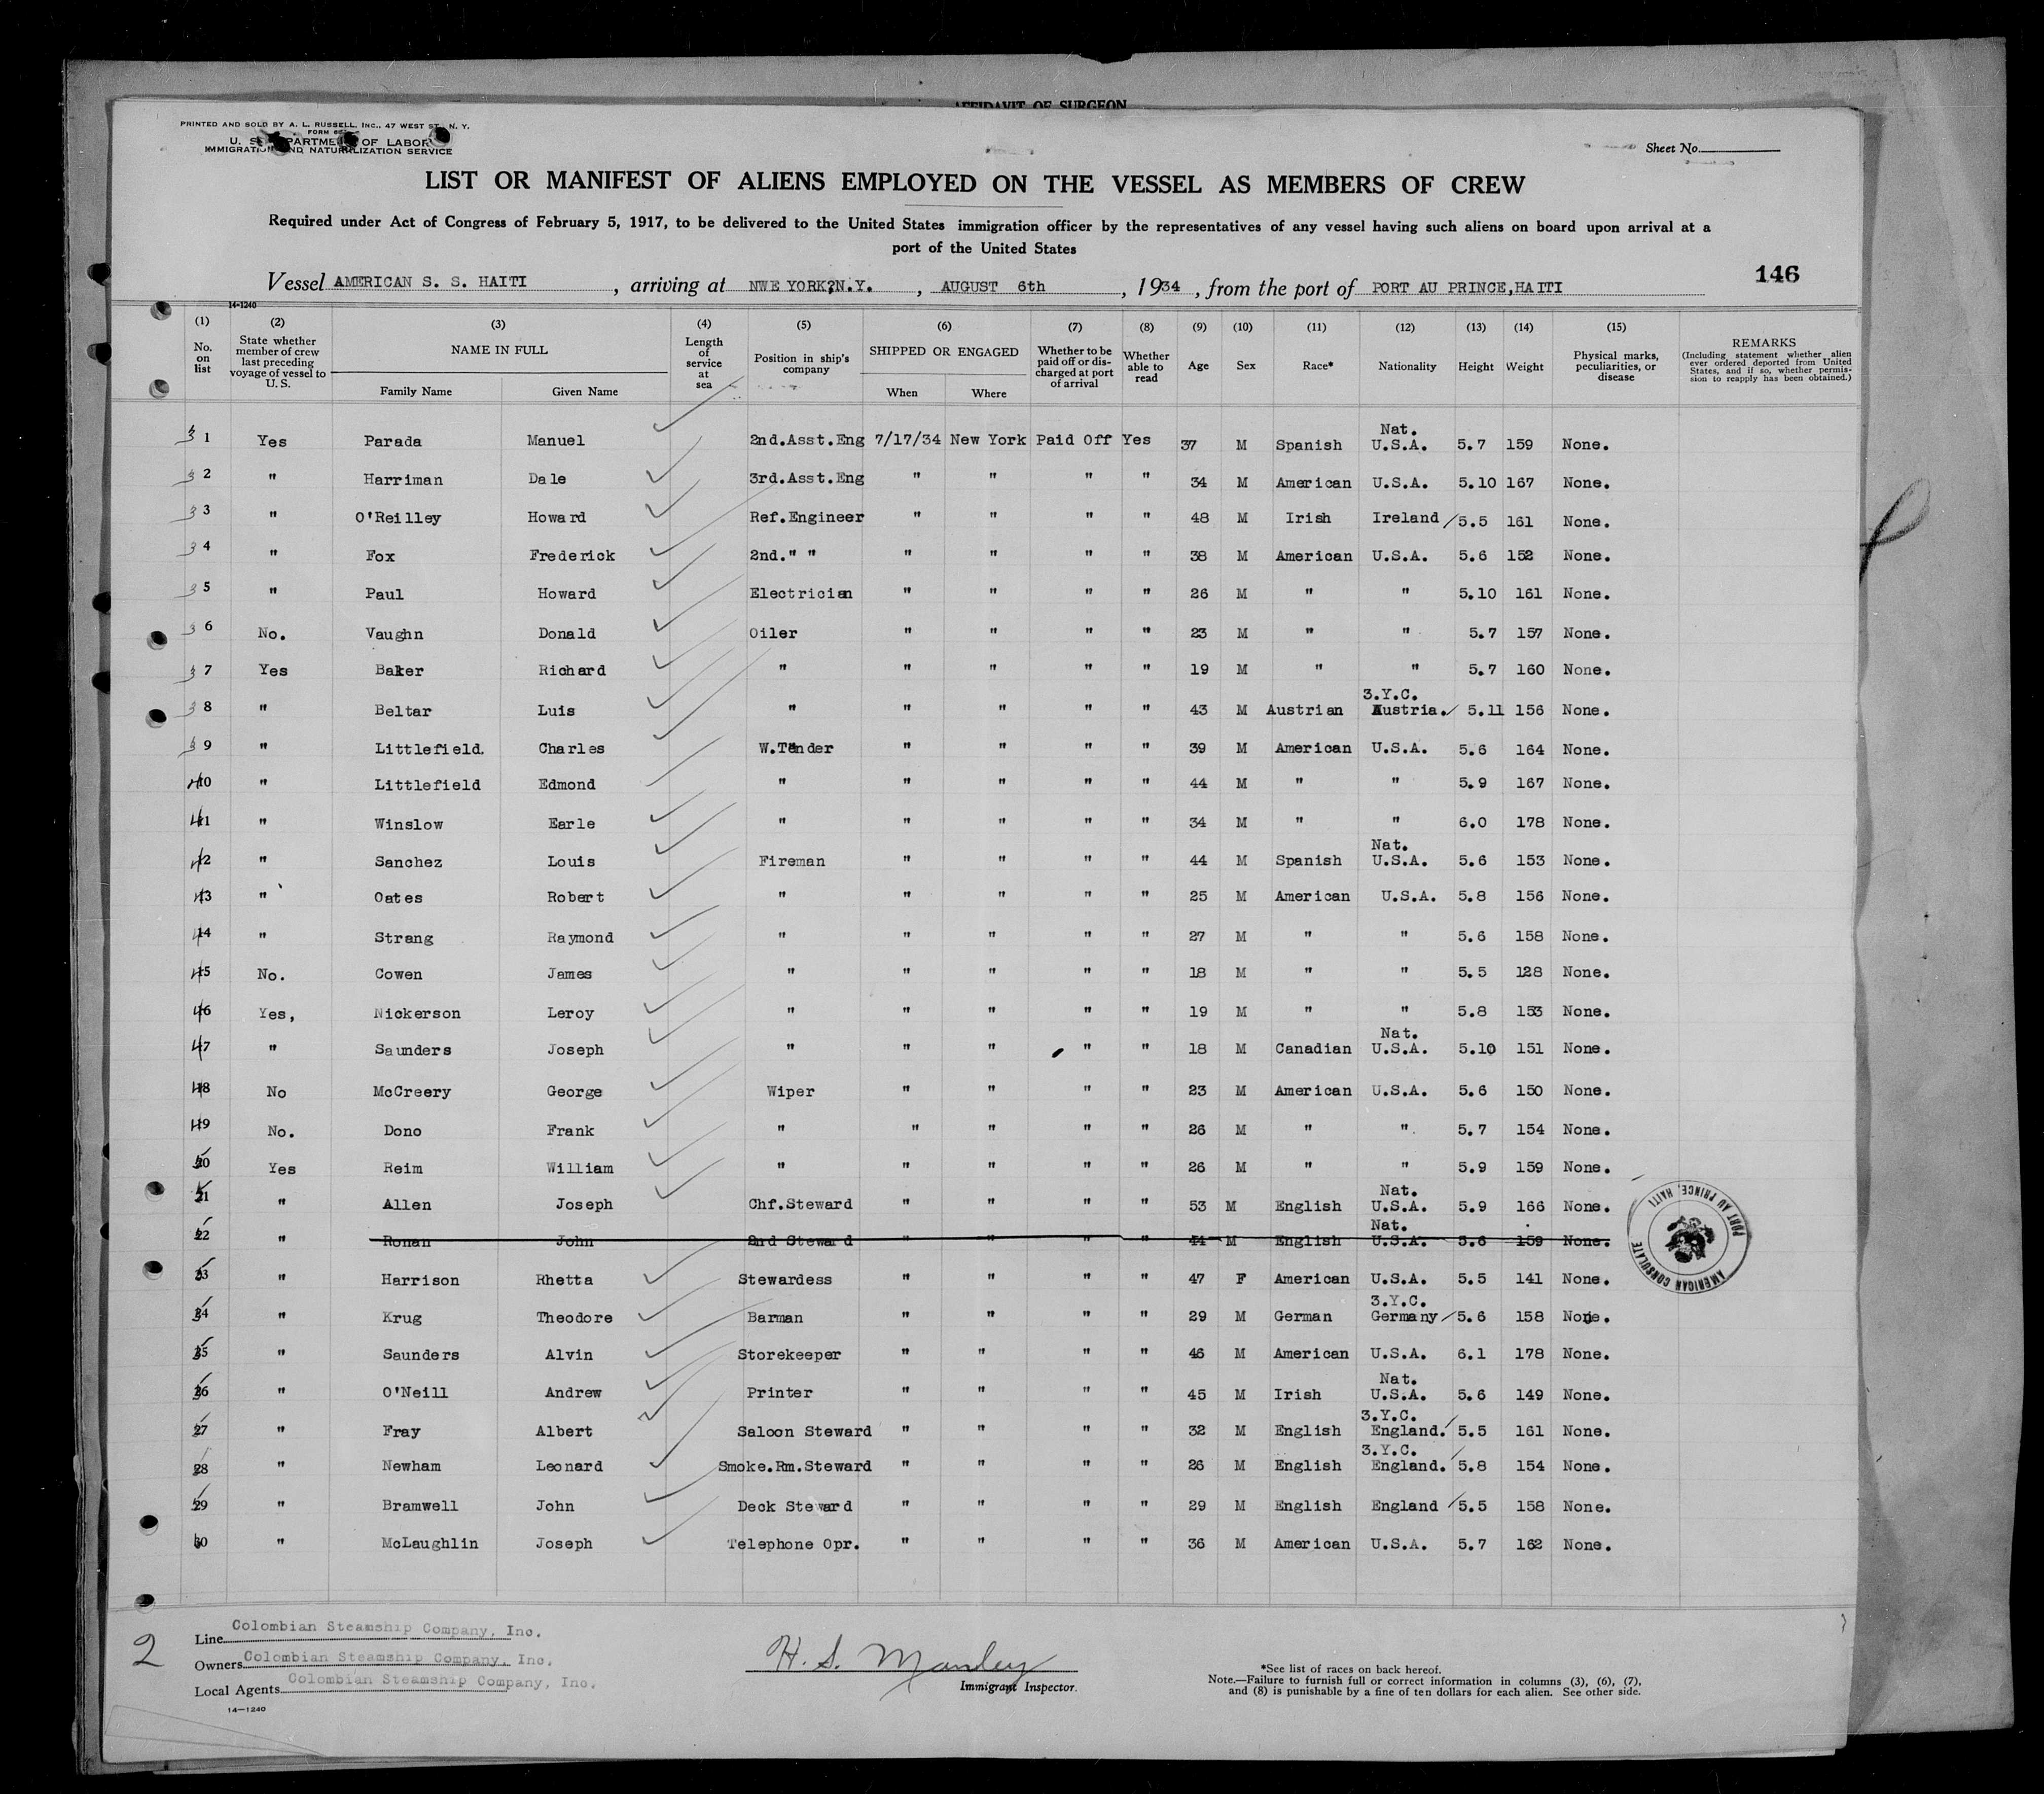 AFFIDAVIT OF SURGEON
PRINTED AND SOLD BY A. L. RUSSELL, INC., 47 WEST ST., N. Y.
FORM
U. S. DEPARTMENT OF LABOR
IMMIGRATION AND NATURALIZATION SERVICE
Sheet No.
LIST OR MANIFEST OF ALIENS EMPLOYED ON THE VESSEL AS MEMBERS OF CREW
Required under Act of Congress of February 5, 1917, to be delivered to the United States immigration officer by the representatives of any vessel having such aliens on board upon arrival at a
port of the United States
146
Vessel AMERICAN S. S. HAITI , arriving at NWE YORK?N.Y. , AUGUST 6th , 1934 , from the port of PORT AU PRINCE,HAITI
14-1240
(1) No. on list (2) State whether member of crew last preceding voyage of vessel to U. S. (3) NAME IN FULL Family Name Given Name (4) Length of service at sea (5) Position in ship's company (6) SHIPPED OR ENGAGED When Where (7) Whether to be paid off or discharged at port of arrival (8) Whether able to read (9) Age (10) Sex (11) Race* (12) Nationality (13) Height (14) Weight (15) Physical marks, peculiarities, or disease REMARKS (Including statement whether alien ever ordered deported from United States, and if so, whether permission to reapply has been obtained.)
31 Yes Parada Manuel 2nd.Asst.Eng 7/17/34 New York Paid Off Yes 37 M Spanish Nat. U.S.A. 5.7 159 None.
32 " Harriman Dale 3rd.Asst.Eng " " " " 34 M American U.S.A. 5.10 167 None.
33 " O'Reilley Howard Ref.Engineer " " " " 48 M Irish Ireland 5.5 161 None.
34 " Fox Frederick 2nd." " " " " " 38 M American U.S.A. 5.6 152 None.
35 " Paul Howard Electrician " " " " 26 M " " 5.10 161 None.
36 No. Vaughn Donald Oiler " " " " 23 M " " 5.7 157 None.
37 Yes Baker Richard " " " " " 19 M " " 5.7 160 None.
38 " Beltar Luis " " " " " 43 M Austrian 3.Y.C. Austria. 5.11 156 None.
39 " Littlefield. Charles W.Tender " " " " 39 M American U.S.A. 5.6 164 None.
40 " Littlefield Edmond " " " " " 44 M " " 5.9 167 None.
41 " Winslow Earle " " " " " 34 M " " 6.0 178 None.
42 " Sanchez Louis Fireman " " " " 44 M Spanish Nat. U.S.A. 5.6 153 None.
43 " Oates Robert " " " " " 25 M American U.S.A. 5.8 156 None.
44 " Strang Raymond " " " " " 27 M " " 5.6 158 None.
45 No. Cowen James " " " " " 18 M " " 5.5 128 None.
46 Yes, Nickerson Leroy " " " " " 19 M " " 5.8 153 None.
47 " Saunders Joseph " " " " " 18 M Canadian Nat. U.S.A. 5.10 151 None.
48 No McCreery George Wiper " " " " 23 M American U.S.A. 5.6 150 None.
49 No. Dono Frank " " " " " 26 M " " 5.7 154 None.
50 Yes Reim William " " " " " 26 M " " 5.9 159 None.
21 " Allen Joseph Chf.Steward " " " " 53 M English Nat. U.S.A. 5.9 166 None.
22 " Ronan John 2nd Steward " " " " 44 M English Nat. U.S.A. 5.6 159 None.
23 " Harrison Rhetta Stewardess " " " " 47 F American U.S.A. 5.5 141 None.
24 " Krug Theodore Barman " " " " 29 M German 3.Y.C. Germany 5.6 158 None.
25 " Saunders Alvin Storekeeper " " " " 46 M American U.S.A. 6.1 178 None.
26 " O'Neill Andrew Printer " " " " 45 M Irish Nat. U.S.A. 5.6 149 None.
27 " Fray Albert Saloon Steward " " " " 32 M English 3.Y.C. England. 5.5 161 None.
28 " Newham Leonard Smoke.Rm.Steward " " " " 26 M English 3.Y.C. England. 5.8 154 None.
29 " Bramwell John Deck Steward " " " " 29 M English England 5.5 158 None.
30 " McLaughlin Joseph Telephone Opr. " " " " 36 M American U.S.A. 5.7 162 None.
AMERICAN CONSULATE PORT AU PRINCE, HAITI
Line Colombian Steamship Company, Inc.
Owners Colombian Steamship Company, Inc.
Local Agents Colombian Steamship Company, Inc.
14-1240
2
H. S. Manley
Immigrant Inspector.
*See list of races on back hereof.
Note.—Failure to furnish full or correct information in columns (3), (6), (7),
and (8) is punishable by a fine of ten dollars for each alien. See other side.